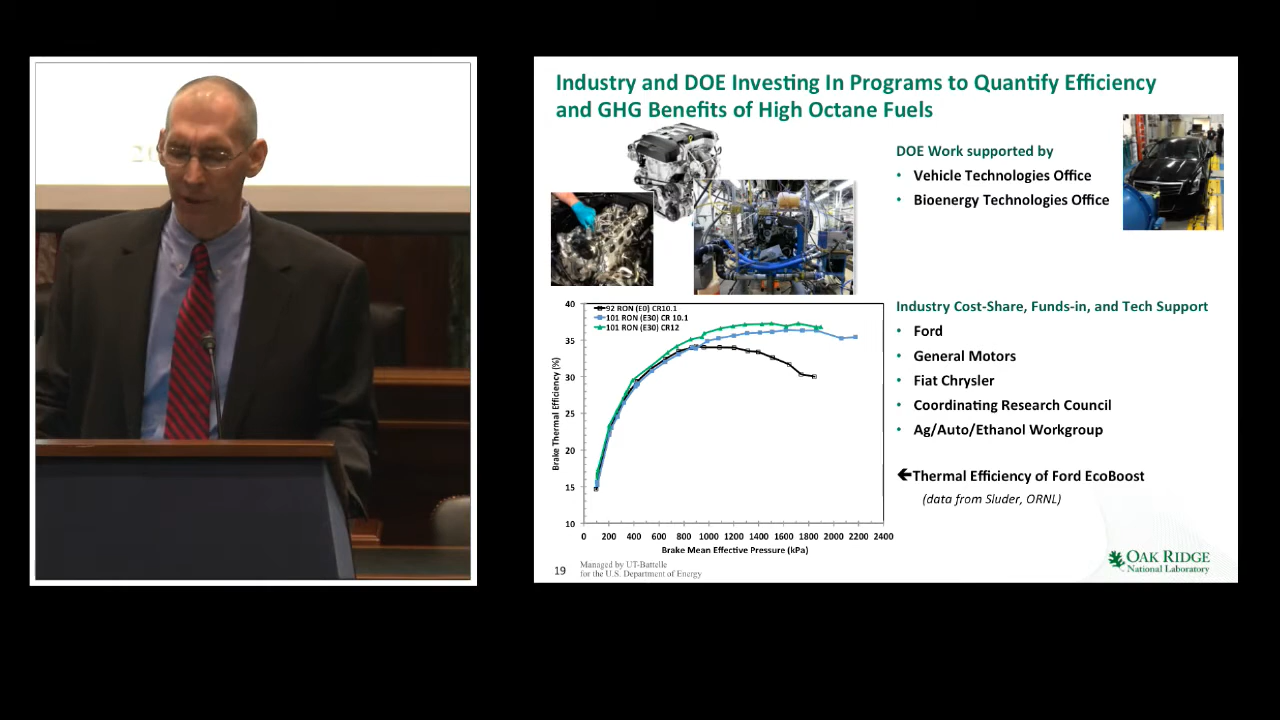 Industry and DOE Investing In Programs to Quantify Efficiency
and GHG Benefits of High Octane Fuels
DOE Work supported by
• Vehicle Technologies Office
• Bioenergy Technologies Office
40
35
30
25
20
15
10
Brake Thermal Efficiency (%)
92 RON (E0) CR10.1
101 RON (E30) CR 10.1
101 RON (E30) CR12
0 200 400 600 800 1000 1200 1400 1600 1800 2000 2200 2400
Brake Mean Effective Pressure (kPa)
Industry Cost-Share, Funds-in, and Tech Support
• Ford
• General Motors
• Fiat Chrysler
• Coordinating Research Council
• Ag/Auto/Ethanol Workgroup
←Thermal Efficiency of Ford EcoBoost
(data from Sluder, ORNL)
19
Managed by UT-Battelle
for the U.S. Department of Energy
OAK RIDGE
National Laboratory